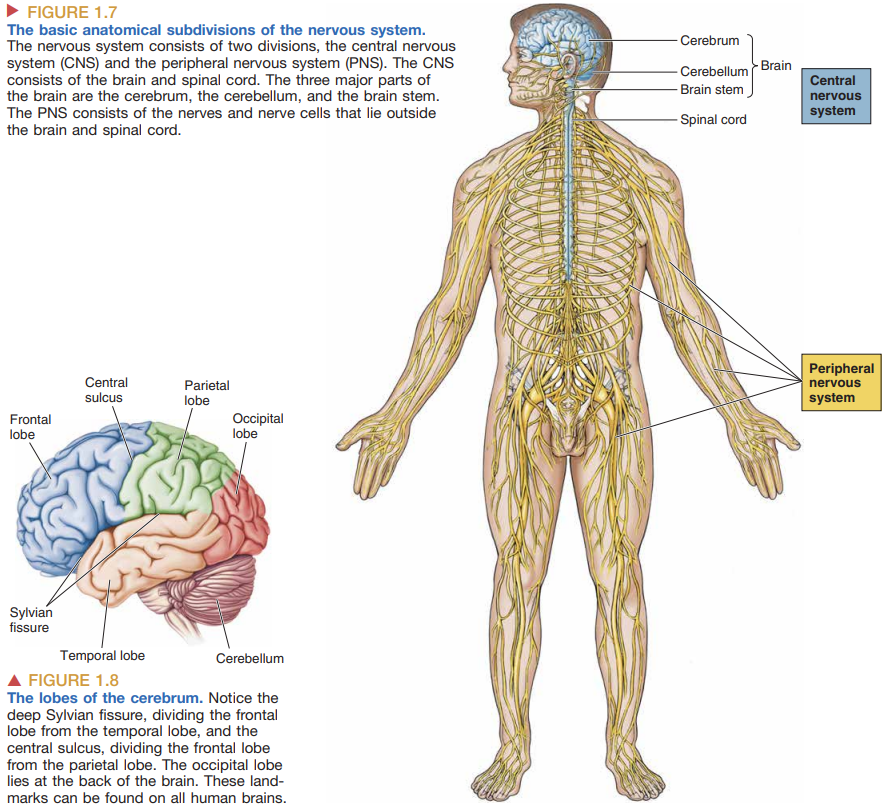 ▶ FIGURE 1.7
The basic anatomical subdivisions of the nervous system.
The nervous system consists of two divisions, the central nervous
system (CNS) and the peripheral nervous system (PNS). The CNS
consists of the brain and spinal cord. The three major parts of
the brain are the cerebrum, the cerebellum, and the brain stem.
The PNS consists of the nerves and nerve cells that lie outside
the brain and spinal cord.
Cerebrum
Cerebellum
Brain stem
Brain
Spinal cord
Central
nervous
system
Peripheral
nervous
system
Central
sulcus
Parietal
lobe
Frontal
lobe
Occipital
lobe
Sylvian
fissure
Temporal lobe
Cerebellum
▲ FIGURE 1.8
The lobes of the cerebrum. Notice the
deep Sylvian fissure, dividing the frontal
lobe from the temporal lobe, and the
central sulcus, dividing the frontal lobe
from the parietal lobe. The occipital lobe
lies at the back of the brain. These land-
marks can be found on all human brains.